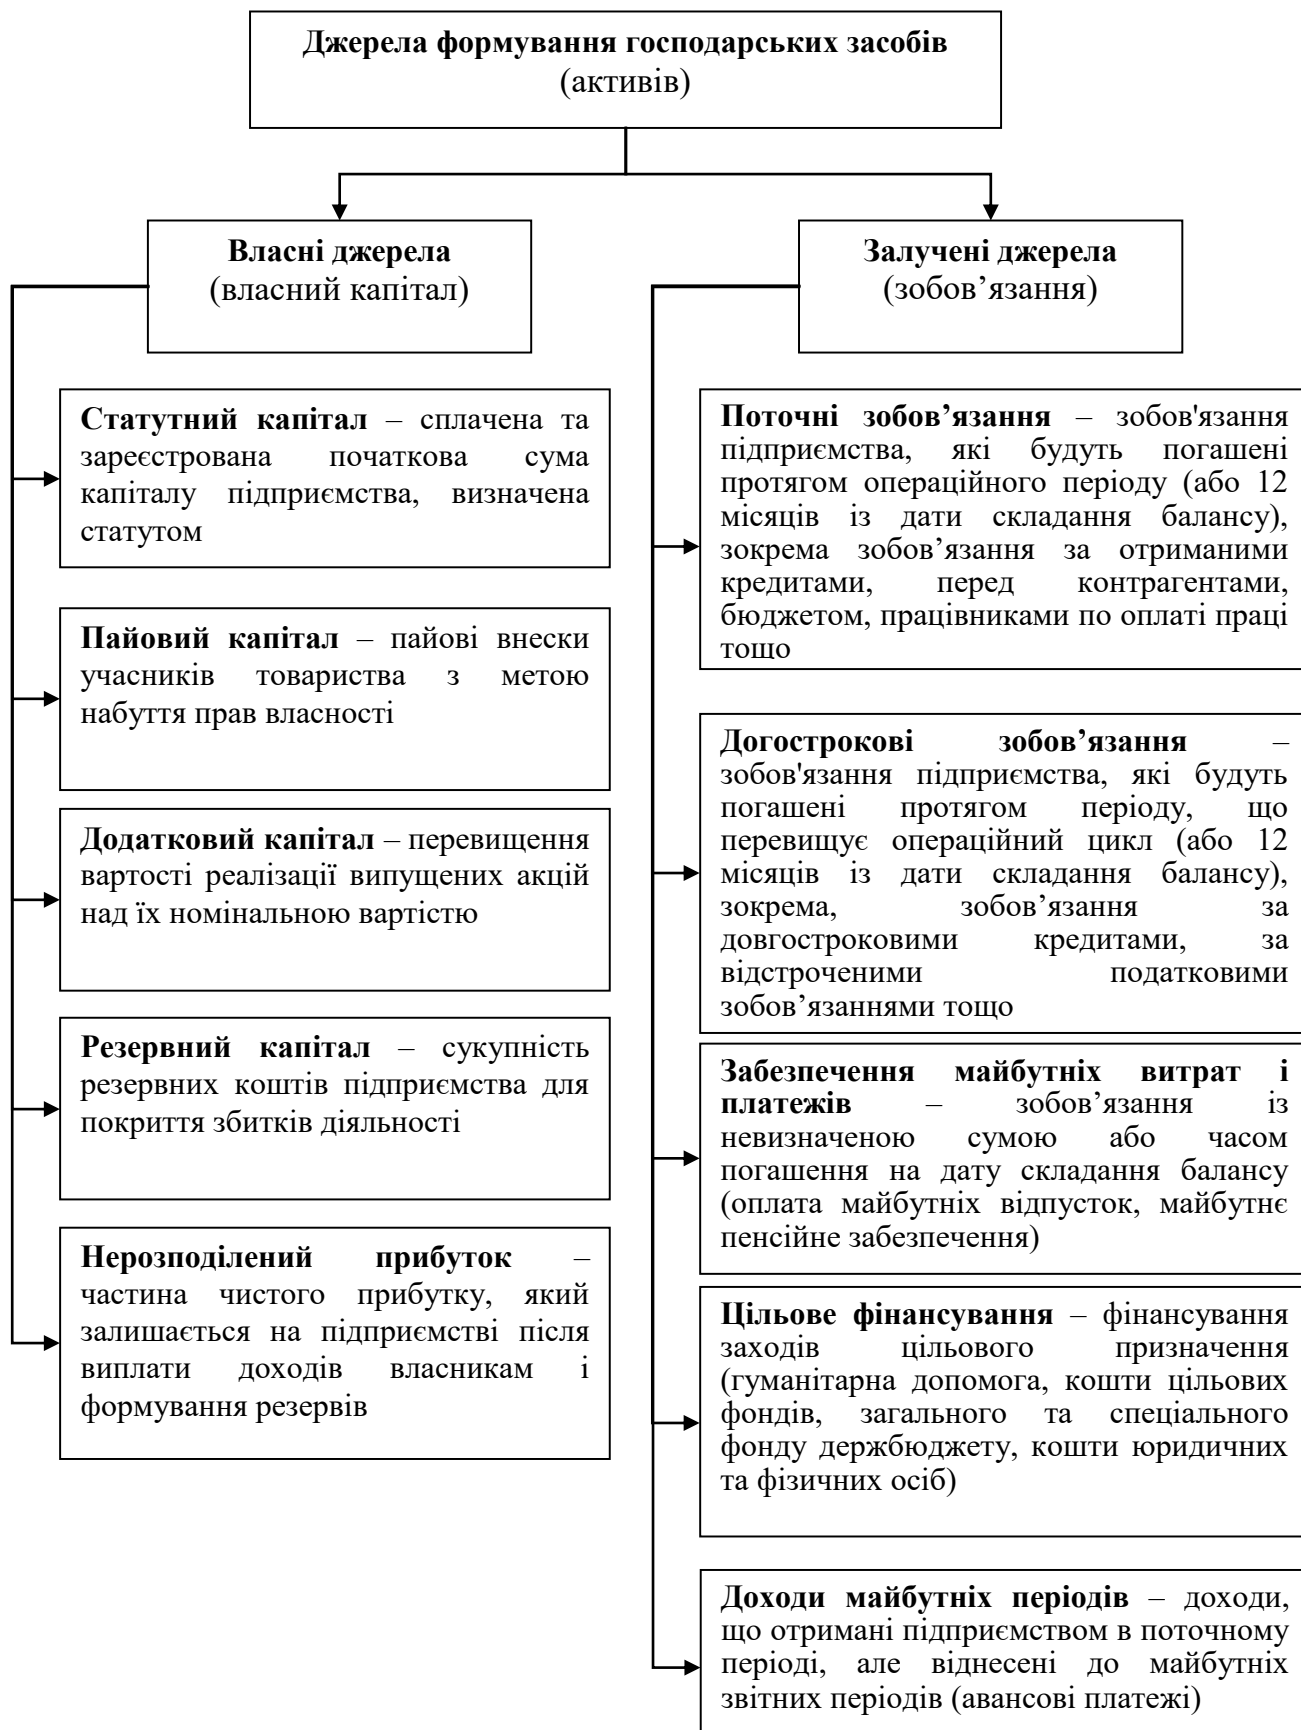 Джерела формування господарських засобів
(активів)
Власні джерела
(власний капітал)
Залучені джерела
(зобов’язання)
Статутний капітал – сплачена та
зареєстрована початкова сума
капіталу підприємства, визначена
статутом
Пайовий капітал – пайові внески
учасників товариства з метою
набуття прав власності
Додатковий капітал – перевищення
вартості реалізації випущених акцій
над їх номінальною вартістю
Резервний капітал – сукупність
резервних коштів підприємства для
покриття збитків діяльності
Нерозподілений прибуток –
частина чистого прибутку, який
залишається на підприємстві після
виплати доходів власникам і
формування резервів
Поточні зобов’язання – зобов'язання
підприємства, які будуть погашені
протягом операційного періоду (або 12
місяців із дати складання балансу),
зокрема зобов’язання за отриманими
кредитами, перед контрагентами,
бюджетом, працівниками по оплаті праці
тощо
Догострокові зобов’язання –
зобов'язання підприємства, які будуть
погашені протягом періоду, що
перевищує операційний цикл (або 12
місяців із дати складання балансу),
зокрема, зобов’язання за
довгостроковими кредитами, за
відстроченими податковими
зобов’язаннями тощо
Забезпечення майбутніх витрат і
платежів – зобов’язання із
невизначеною сумою або часом
погашення на дату складання балансу
(оплата майбутніх відпусток, майбутнє
пенсійне забезпечення)
Цільове фінансування – фінансування
заходів цільового призначення
(гуманітарна допомога, кошти цільових
фондів, загального та спеціального
фонду держбюджету, кошти юридичних
та фізичних осіб)
Доходи майбутніх періодів – доходи,
що отримані підприємством в поточному
періоді, але віднесені до майбутніх
звітних періодів (авансові платежі)